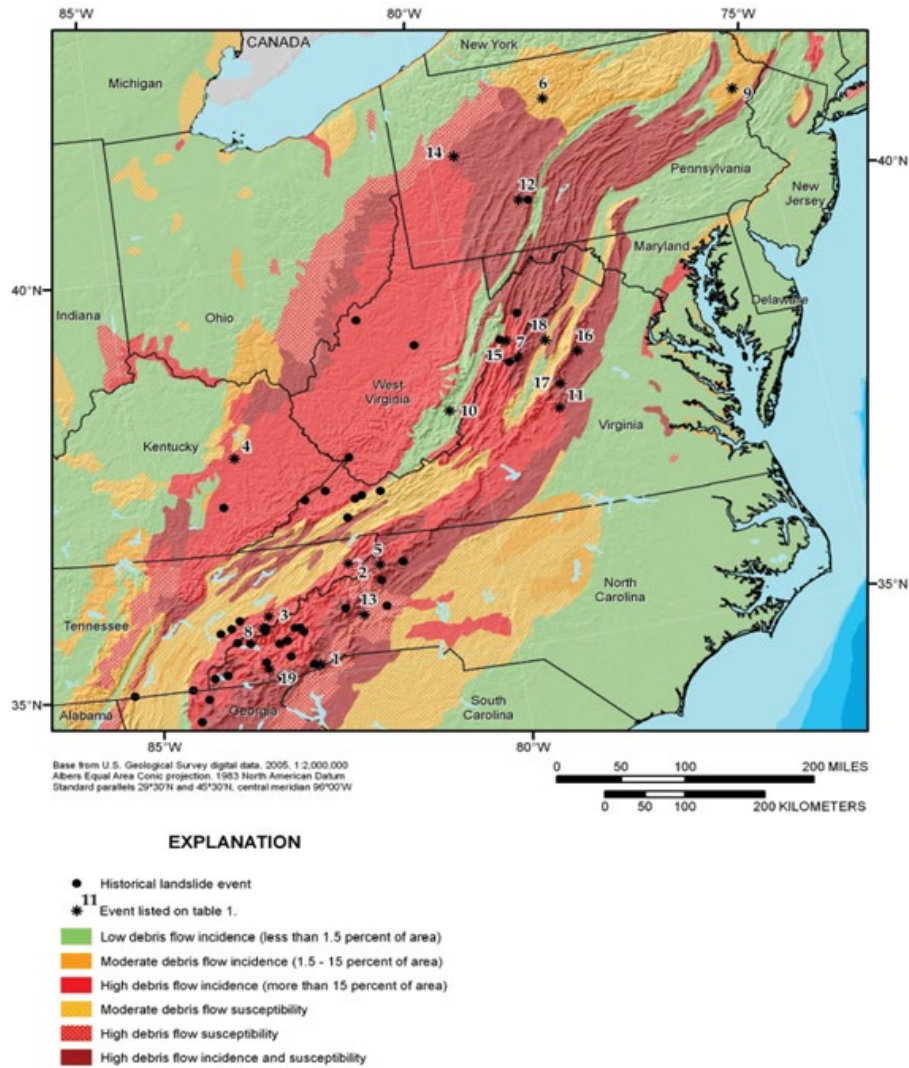 85°W 80°W 75°W
CANADA
New York
Michigan
6
9
14
Pennsylvania
40°N
12
New
Jersey
Maryland
40°N
Delaware
Indiana
Ohio
18
7
16
15
West
Virginia
17
10
11
Virginia
Kentucky
4
5
2
North
Carolina
35°N
13
3
Tennessee
8
1
19
35°N
Alabama
Georgia
South
Carolina
85°W 80°W
Base from U.S. Geological Survey digital data, 2005, 1:2,000,000
Albers Equal Area Conic projection, 1983 North American Datum
Standard parallels 29°30'N and 45°30'N, central meridian 96°00'W
0 50 100 200 MILES
0 50 100 200 KILOMETERS
EXPLANATION
Historical landslide event
11
Event listed on table 1.
Low debris flow incidence (less than 1.5 percent of area)
Moderate debris flow incidence (1.5 - 15 percent of area)
High debris flow incidence (more than 15 percent of area)
Moderate debris flow susceptibility
High debris flow susceptibility
High debris flow incidence and susceptibility